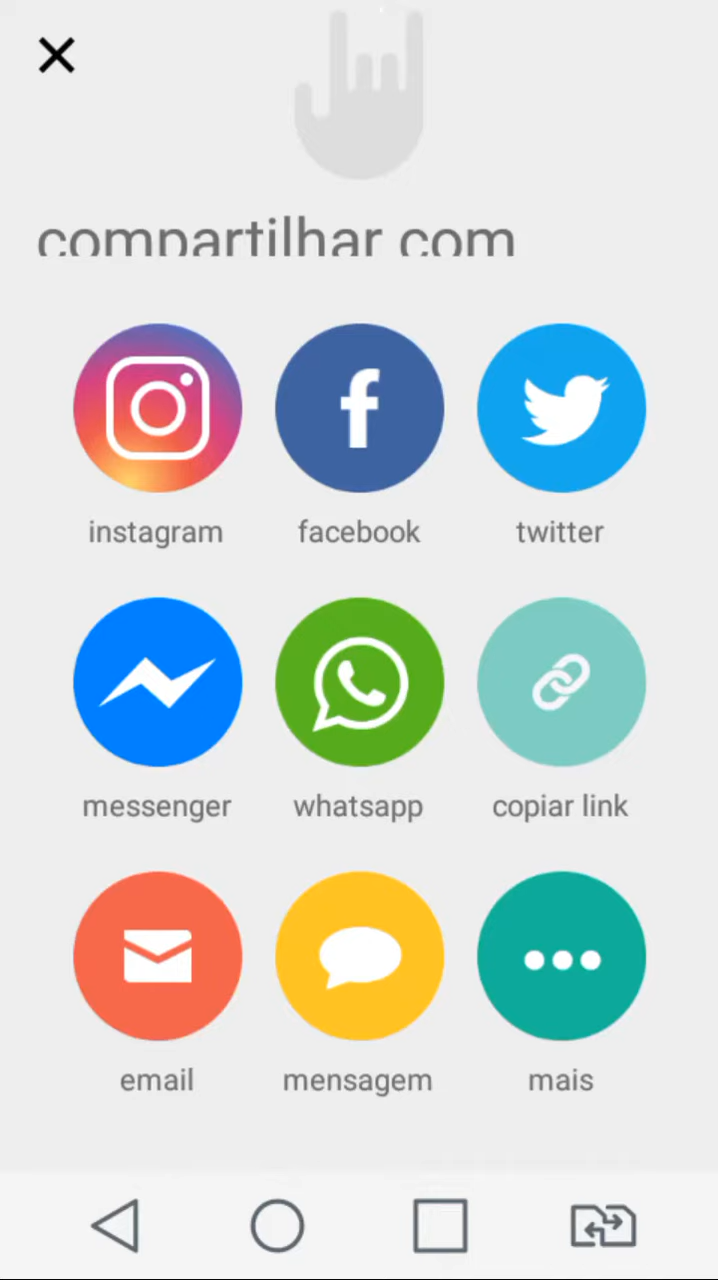 compartilhar com
instagram
facebook
twitter
messenger
whatsapp
copiar link
email
mensagem
mais